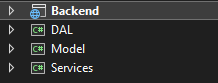 Backend
C# DAL
C# Model
C# Services